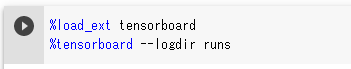 %load_ext tensorboard
%tensorboard --logdir runs